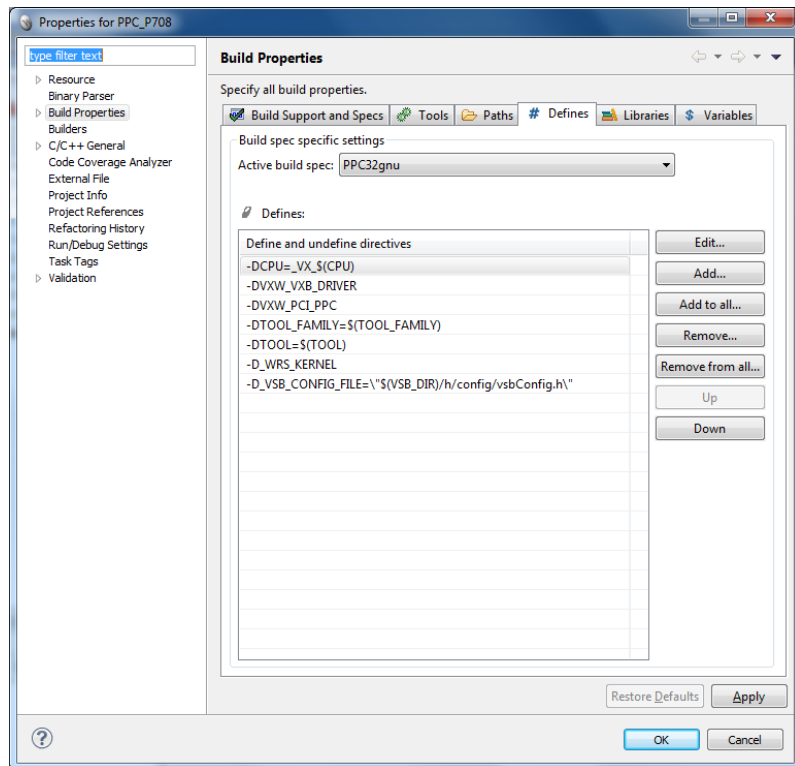 Properties for PPC_P708
type filter text
Resource
Binary Parser
Build Properties
Builders
C/C++ General
Code Coverage Analyzer
External File
Project Info
Project References
Refactoring History
Run/Debug Settings
Task Tags
Validation
Build Properties
Specify all build properties.
Build Support and Specs Tools Paths # Defines Libraries $ Variables
Build spec specific settings
Active build spec: PPC32gnu
Defines:
Define and undefine directives
-DCPU=_VX_$(CPU)
-DVXW_VXB_DRIVER
-DVXW_PCI_PPC
-DTOOL_FAMILY=$(TOOL_FAMILY)
-DTOOL=$(TOOL)
-D_WRS_KERNEL
-D_VSB_CONFIG_FILE=\"$(VSB_DIR)/h/config/vsbConfig.h\"
Edit...
Add...
Add to all...
Remove...
Remove from all...
Up
Down
Restore Defaults Apply
? OK Cancel